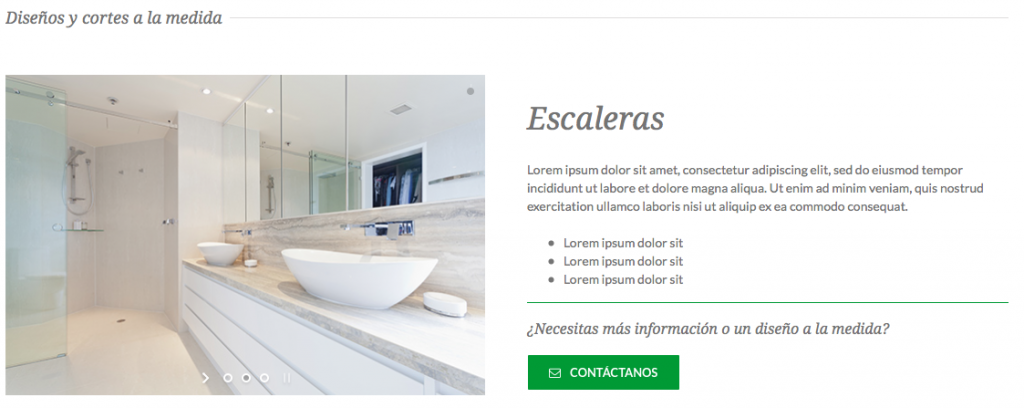 Diseños y cortes a la medida
Escaleras
Lorem ipsum dolor sit amet, consectetur adipiscing elit, sed do eiusmod tempor
incididunt ut labore et dolore magna aliqua. Ut enim ad minim veniam, quis nostrud
exercitation ullamco laboris nisi ut aliquip ex ea commodo consequat.
Lorem ipsum dolor sit
Lorem ipsum dolor sit
Lorem ipsum dolor sit
¿Necesitas más información o un diseño a la medida?
CONTÁCTANOS